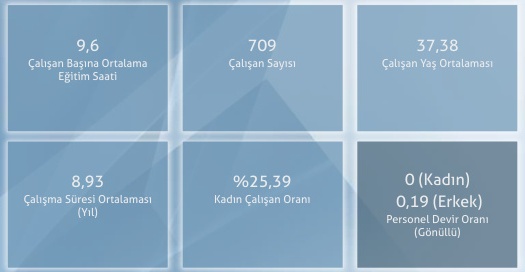 9,6
Çalışan Başına Ortalama
Eğitim Saati
709
Çalışan Sayısı
37,38
Çalışan Yaş Ortalaması
8,93
Çalışma Süresi Ortalaması
(Yıl)
%25,39
Kadın Çalışan Oranı
0 (Kadın)
0,19 (Erkek)
Personel Devir Oranı
(Gönüllü)